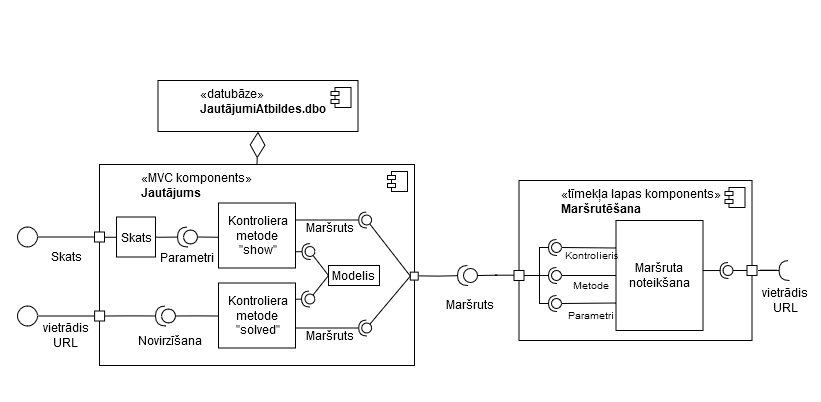 «datubāze»
JautājumiAtbildes.dbo
«MVC komponents»
Jautājums
Skats
Skats
Parametri
Kontroliera
metode
"show"
Maršruts
Modelis
vietrādis
URL
Novirzīšana
Kontroliera
metode
"solved"
Maršruts
Maršruts
«tīmekļa lapas komponents»
Maršrutēšana
Kontrolieris
Metode
Parametri
Maršruta
noteikšana
vietrādis
URL